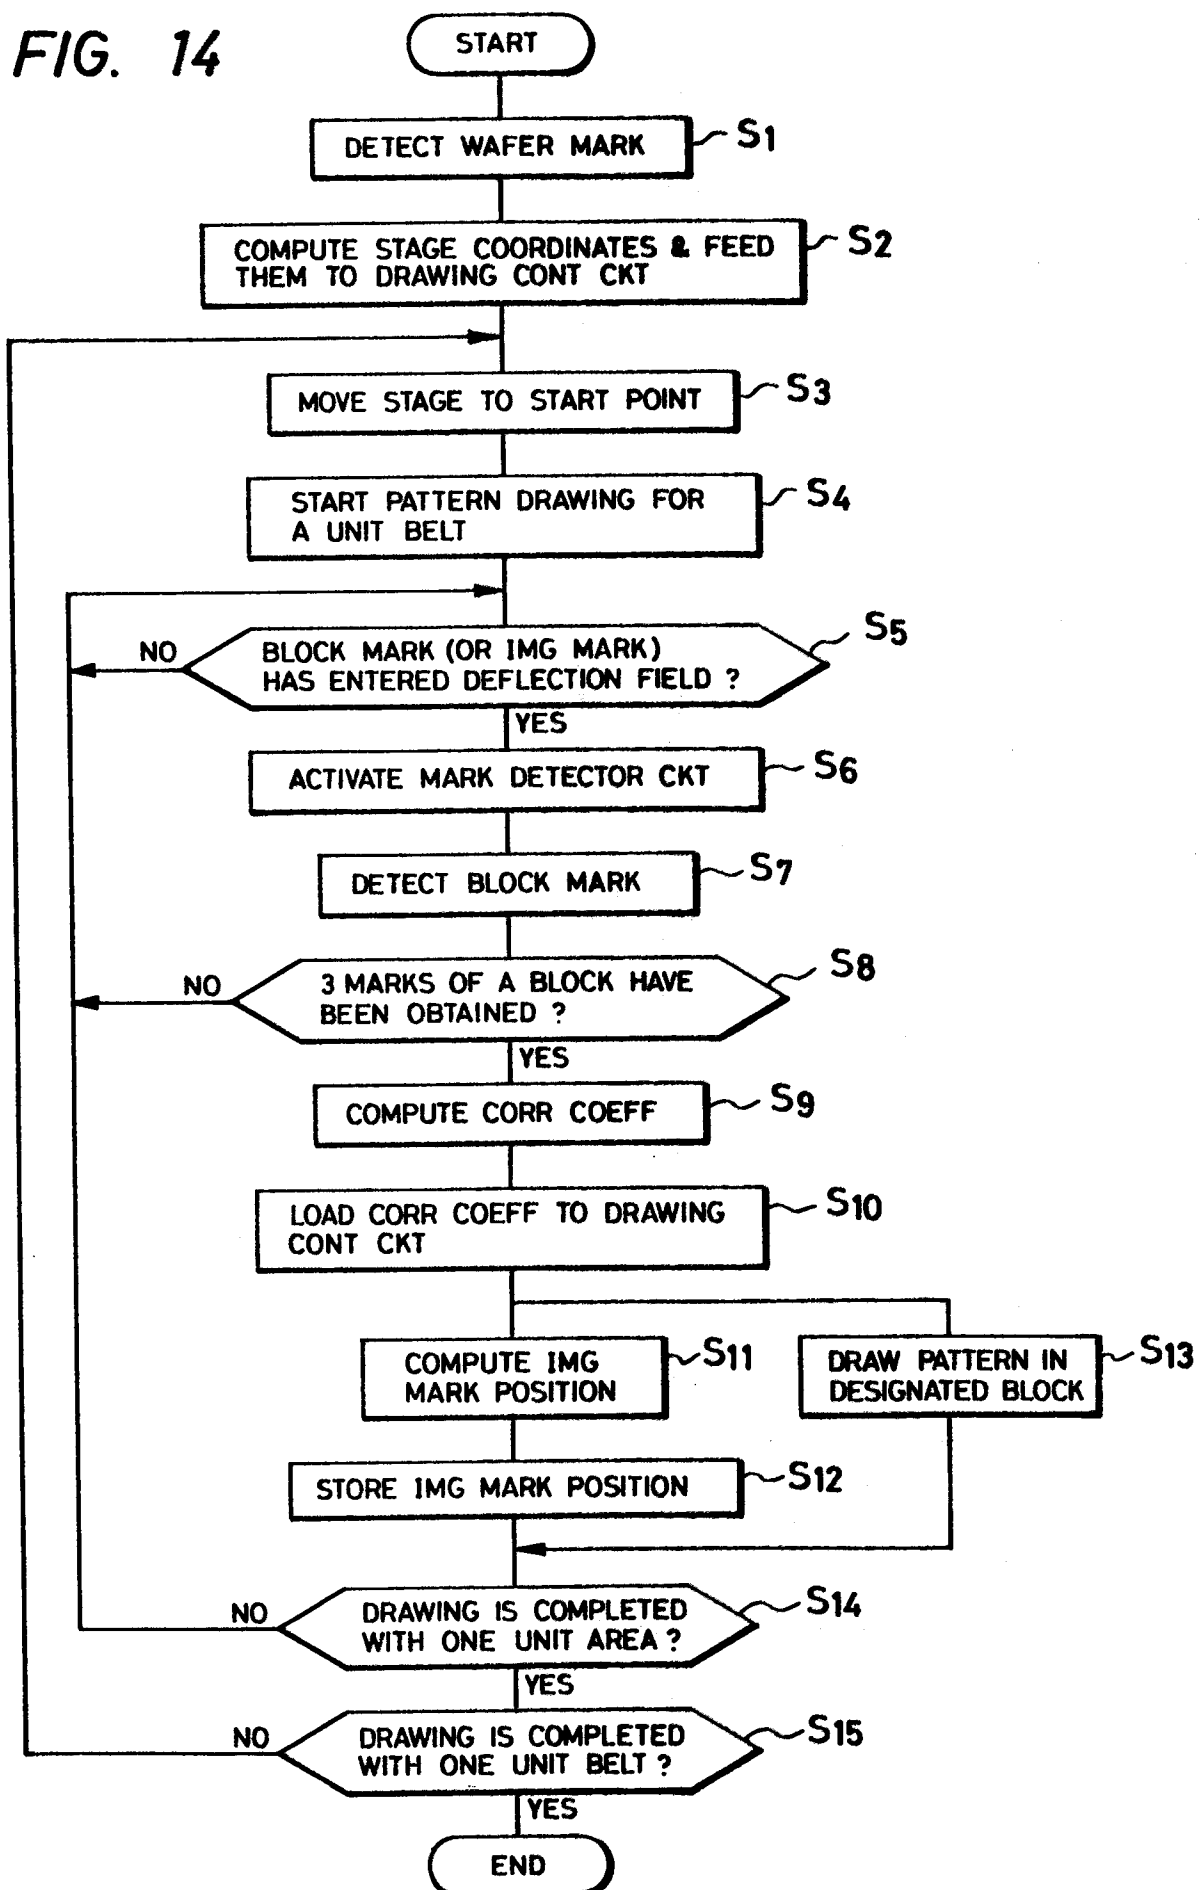 FIG. 14
START
DETECT WAFER MARK
S1
COMPUTE STAGE COORDINATES & FEED
THEM TO DRAWING CONT CKT
S2
MOVE STAGE TO START POINT
S3
START PATTERN DRAWING FOR
A UNIT BELT
S4
NO
BLOCK MARK (OR IMG MARK)
HAS ENTERED DEFLECTION FIELD ?
S5
YES
ACTIVATE MARK DETECTOR CKT
S6
DETECT BLOCK MARK
S7
NO
3 MARKS OF A BLOCK HAVE
BEEN OBTAINED ?
S8
YES
COMPUTE CORR COEFF
S9
LOAD CORR COEFF TO DRAWING
CONT CKT
S10
COMPUTE IMG
MARK POSITION
S11
DRAW PATTERN IN
DESIGNATED BLOCK
S13
STORE IMG MARK POSITION
S12
NO
DRAWING IS COMPLETED
WITH ONE UNIT AREA ?
S14
YES
NO
DRAWING IS COMPLETED
WITH ONE UNIT BELT ?
S15
YES
END